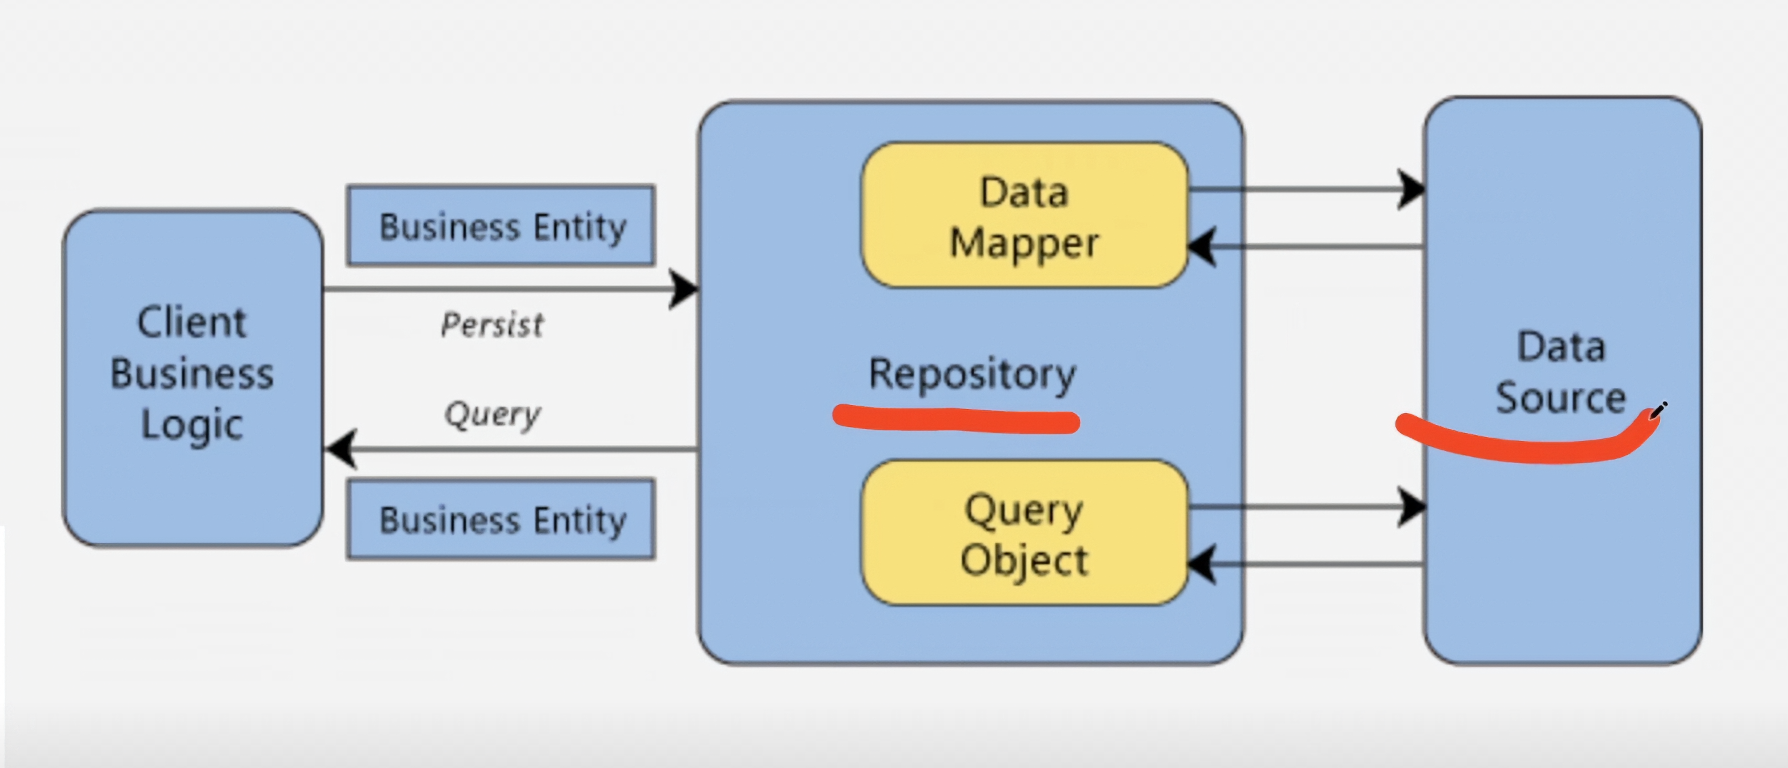 Client
Business
Logic
Business Entity
Persist
Query
Business Entity
Data
Mapper
Repository
Query
Object
Data
Source